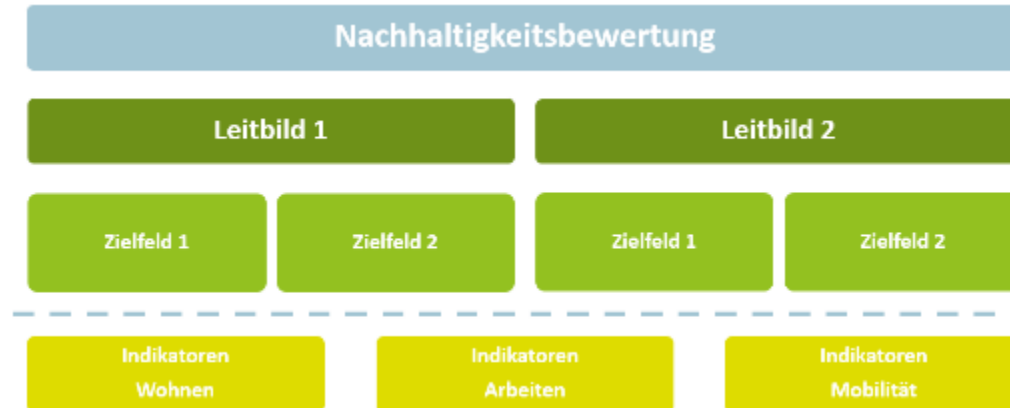 Nachhaltigkeitsbewertung
Leitbild 1
Leitbild 2
Zielfeld 1
Zielfeld 2
Zielfeld 1
Zielfeld 2
Indikatoren
Wohnen
Indikatoren
Arbeiten
Indikatoren
Mobilität